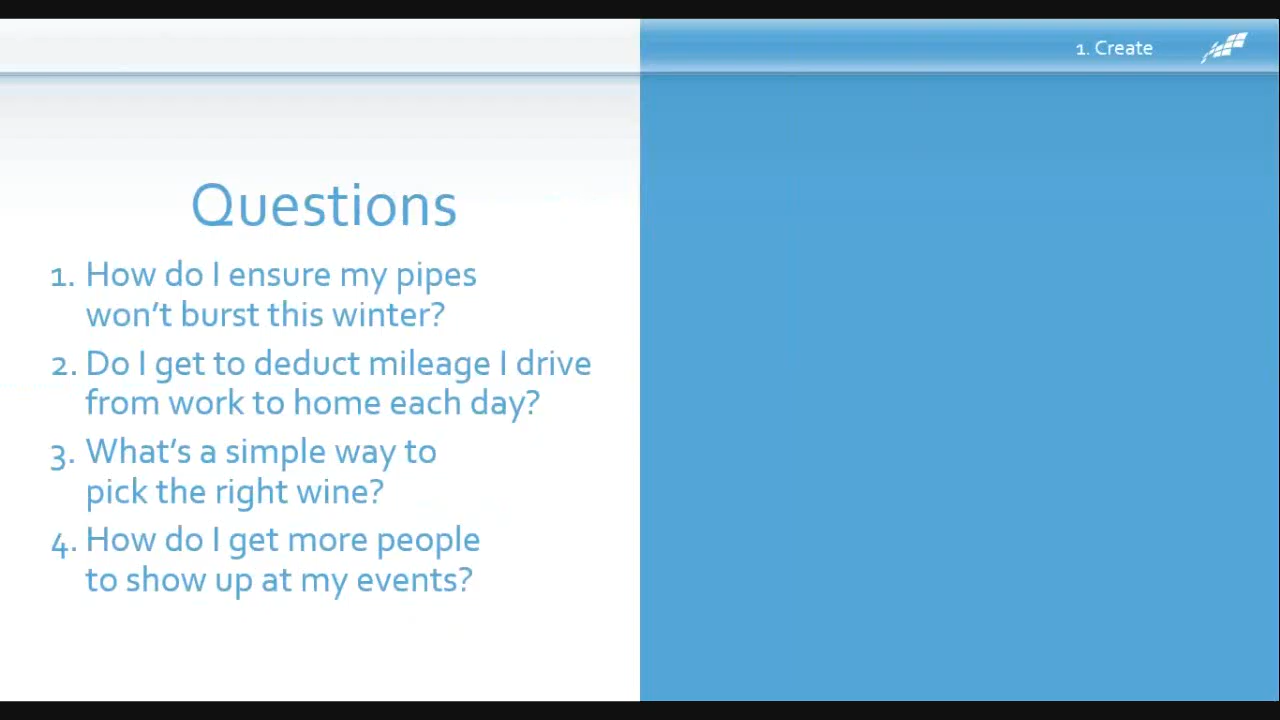 1. Create
Questions
1. How do I ensure my pipes
won’t burst this winter?
2. Do I get to deduct mileage I drive
from work to home each day?
3. What’s a simple way to
pick the right wine?
4. How do I get more people
to show up at my events?